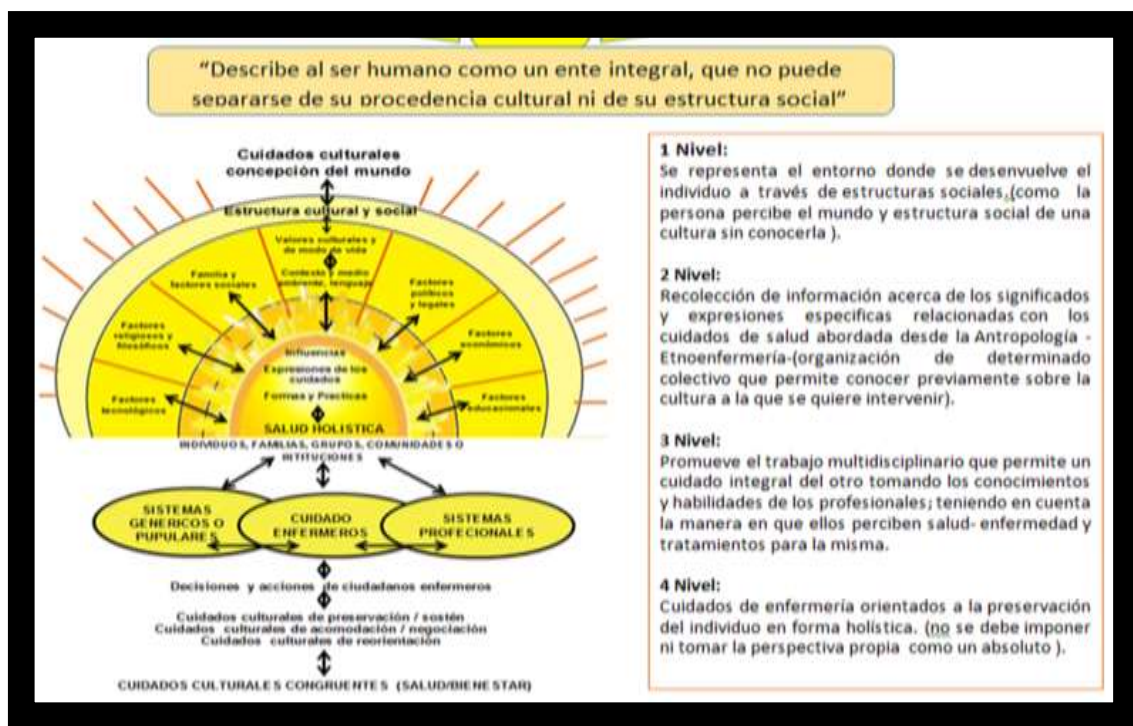 “Describe al ser humano como un ente integral, que no puede
separarse de su procedencia cultural ni de su estructura social”
Cuidados culturales
concepción del mundo
Estructura cultural y social
Valores culturales y
de modo de vida
Familia y
factores sociales
Contexto y medio
ambiente, lenguaje
Factores
políticos
y legales
Factores
religiosos y
filosóficos
Factores
económicos
Factores
tecnológicos
Factores
educacionales
Influencias
Expresiones de los
cuidados
Formas y Practicas
SALUD HOLISTICA
INDIVIDUOS, FAMILIAS, GRUPOS, COMUNIDADES O
INTITUCIONES
SISTEMAS
GENERICOS O
PUPULARES
CUIDADO
ENFERMEROS
SISTEMAS
PROFECIONALES
Decisiones y acciones de ciudadanos enfermeros
Cuidados culturales de preservación / sostén
Cuidados culturales de acomodación / negociación
Cuidados culturales de reorientación
CUIDADOS CULTURALES CONGRUENTES (SALUD/BIENESTAR)
1 Nivel:
Se representa el entorno donde se desenvuelve el
individuo a través de estructuras sociales,(como la
persona percibe el mundo y estructura social de una
cultura sin conocerla ).
2 Nivel:
Recolección de información acerca de los significados
y expresiones especificas relacionadas con los
cuidados de salud abordada desde la Antropología -
Etnoenfermería-(organización de determinado
colectivo que permite conocer previamente sobre la
cultura a la que se quiere intervenir).
3 Nivel:
Promueve el trabajo multidisciplinario que permite un
cuidado integral del otro tomando los conocimientos
y habilidades de los profesionales; teniendo en cuenta
la manera en que ellos perciben salud- enfermedad y
tratamientos para la misma.
4 Nivel:
Cuidados de enfermería orientados a la preservación
del individuo en forma holística. (no se debe imponer
ni tomar la perspectiva propia como un absoluto ).